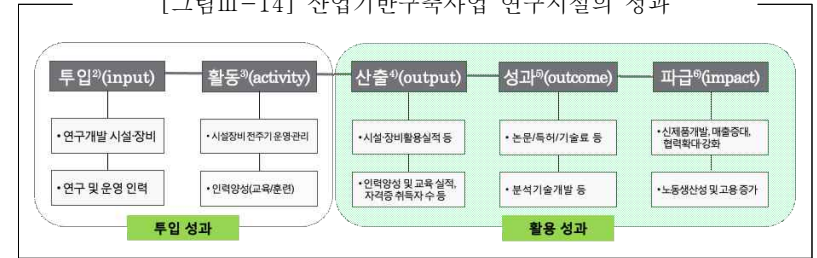 [그림Ⅲ-14] 산업기반구축사업 연구시설의 성과
투입²⁾(input)
활동³⁾(activity)
산출⁴⁾(output)
성과⁵⁾(outcome)
파급⁶⁾(impact)
• 연구개발 시설·장비
• 시설장비 전주기 운영·관리
• 시설·장비활용실적 등
• 논문/특허/기술료 등
• 신제품개발, 매출증대,
협력확대·강화
• 연구 및 운영 인력
• 인력양성(교육/훈련)
• 인력양성 및 교육 실적,
자격증 취득자 수 등
• 분석기술개발 등
• 노동생산성 및 고용 증가
투입 성과
활용 성과